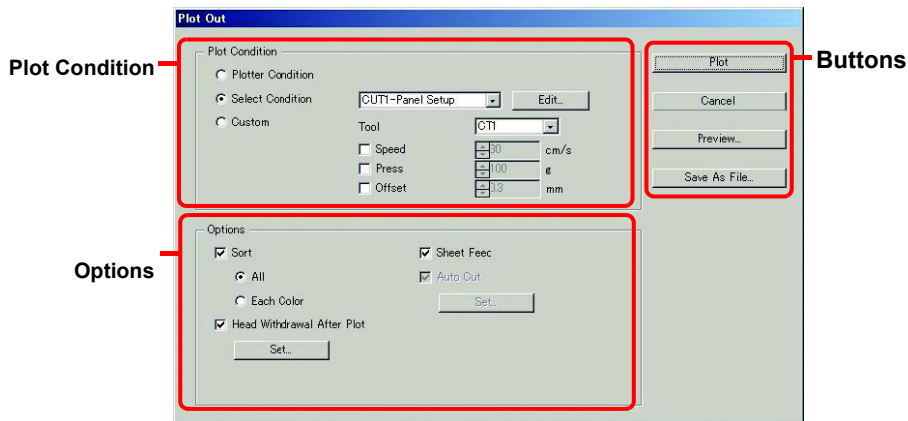 Plot Out
Plot Condition
Plot Condition
Plotter Condition
Select Condition
CUT1-Panel Setup
Edit...
Custom
Tool
CT1
Speed
30
cm/s
Press
100
g
Offset
0.3
mm
Buttons
Plot
Cancel
Preview...
Save As File...
Options
Options
Sort
All
Each Color
Head Withdrawal After Plot
Set...
Sheet Feec
Auto Cut
Set...